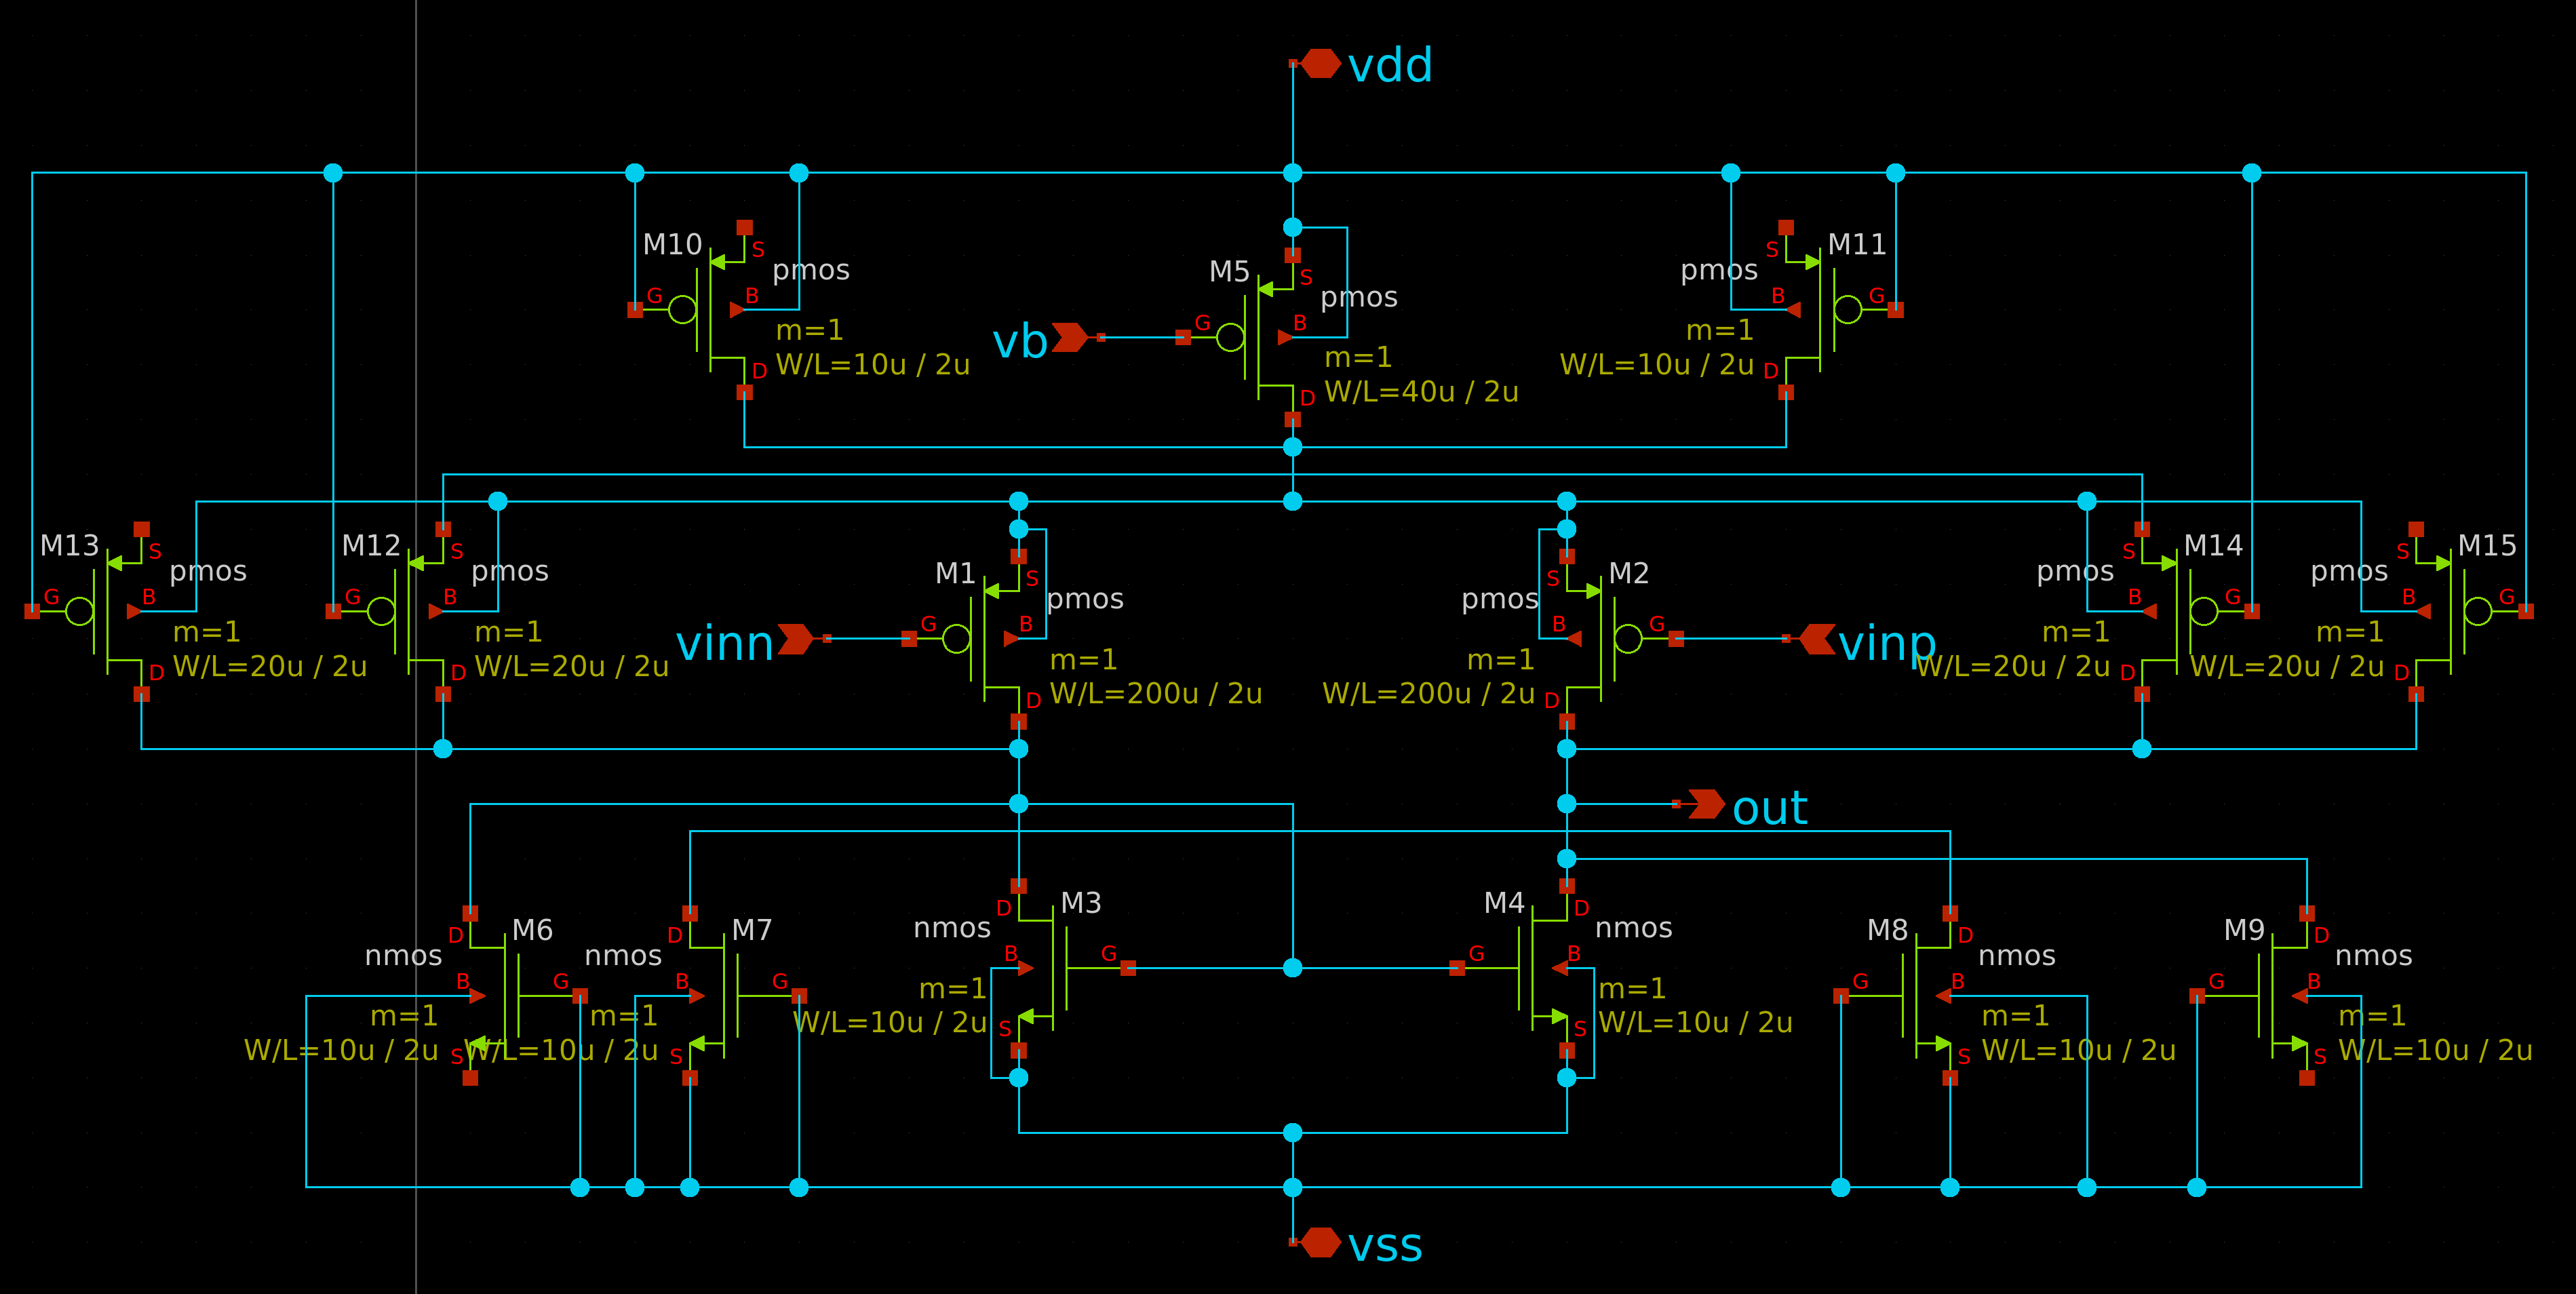 vdd
M10
S
pmos
G
B
m=1
W/L=10u / 2u
D
vb
M5
S
pmos
G
B
m=1
W/L=40u / 2u
D
M11
S
pmos
B
G
m=1
W/L=10u / 2u
D
M13
S
pmos
G
B
m=1
W/L=20u / 2u
D
M12
S
pmos
G
B
m=1
W/L=20u / 2u
D
vinn
M1
S
pmos
G
B
m=1
W/L=200u / 2u
D
M2
S
pmos
B
G
m=1
W/L=200u / 2u
D
vinp
M14
S
pmos
B
G
m=1
W/L=20u / 2u
D
M15
S
pmos
B
G
m=1
W/L=20u / 2u
D
out
M6
D
nmos
B
G
m=1
W/L=10u / 2u
S
M7
D
nmos
B
G
m=1
W/L=10u / 2u
S
M3
D
nmos
B
G
m=1
W/L=10u / 2u
S
M4
D
nmos
G
B
m=1
W/L=10u / 2u
S
M8
D
nmos
G
B
m=1
W/L=10u / 2u
S
M9
D
nmos
G
B
m=1
W/L=10u / 2u
S
vss